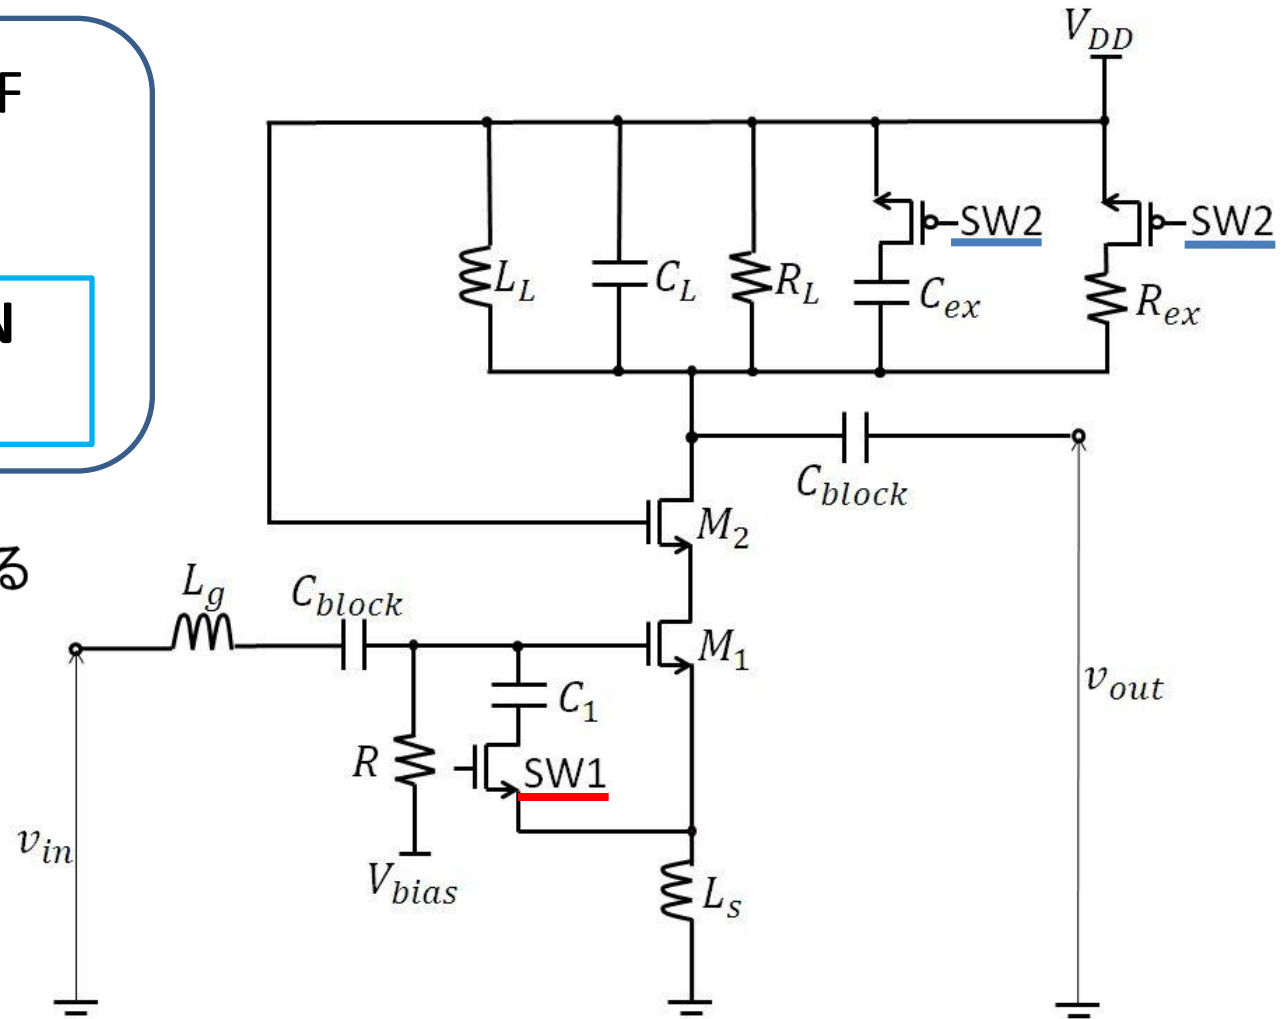 F
N
る
V_DD
L_L
C_L
R_L
C_ex
SW2
R_ex
SW2
C_block
M_2
L_g
C_block
M_1
v_out
C_1
R
SW1
v_in
V_bias
L_s